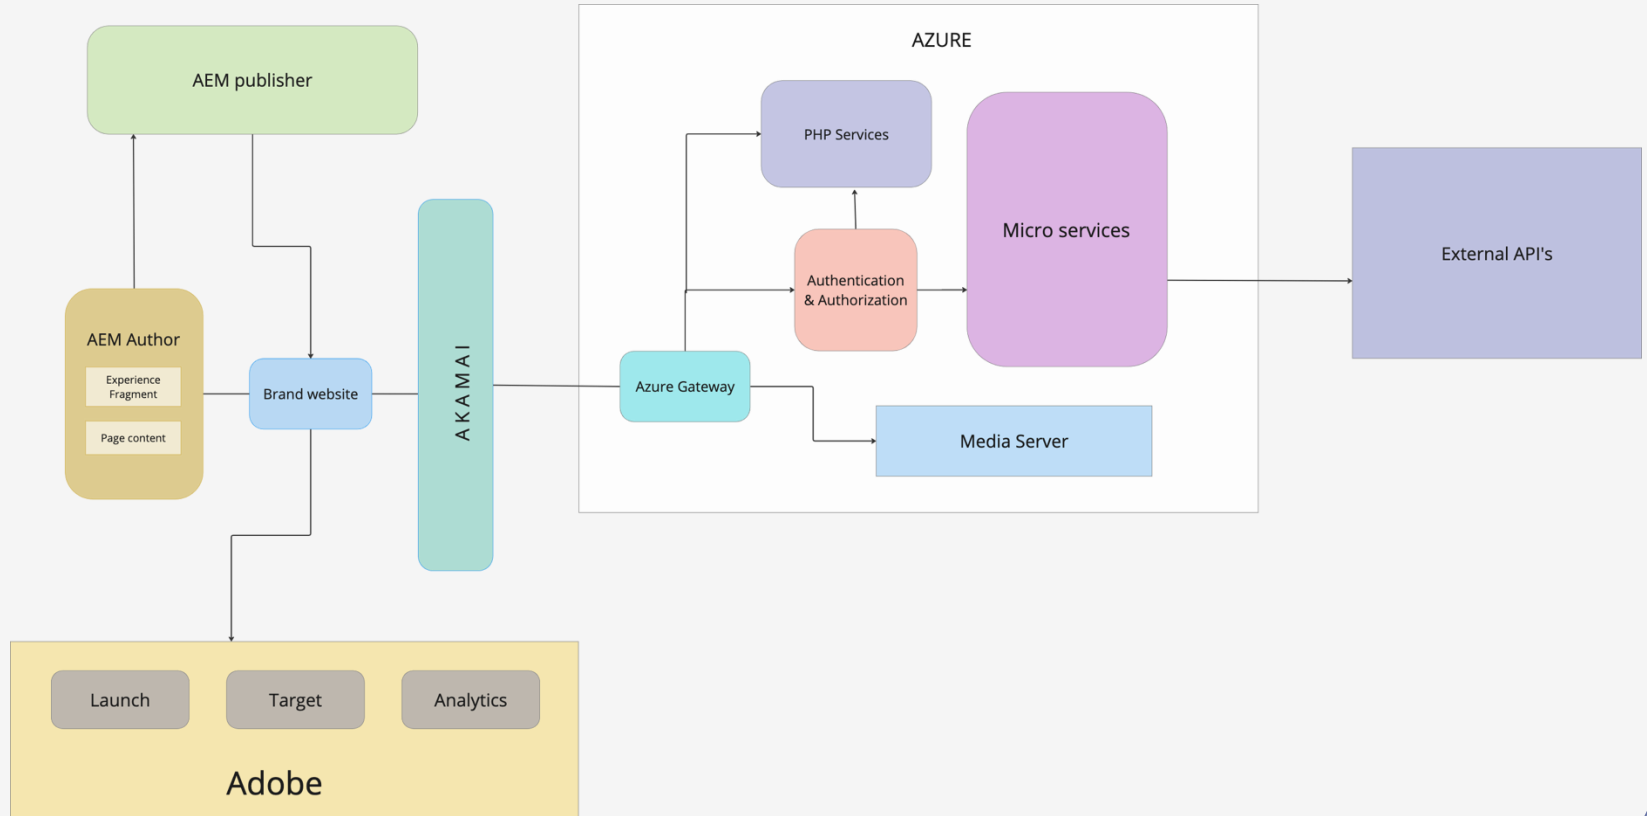 AEM publisher
AZURE
PHP Services
Micro services
External API's
Authentication
& Authorization
AEM Author
Experience
Fragment
Page content
Brand website
AKAMAI
Azure Gateway
Media Server
Launch
Target
Analytics
Adobe